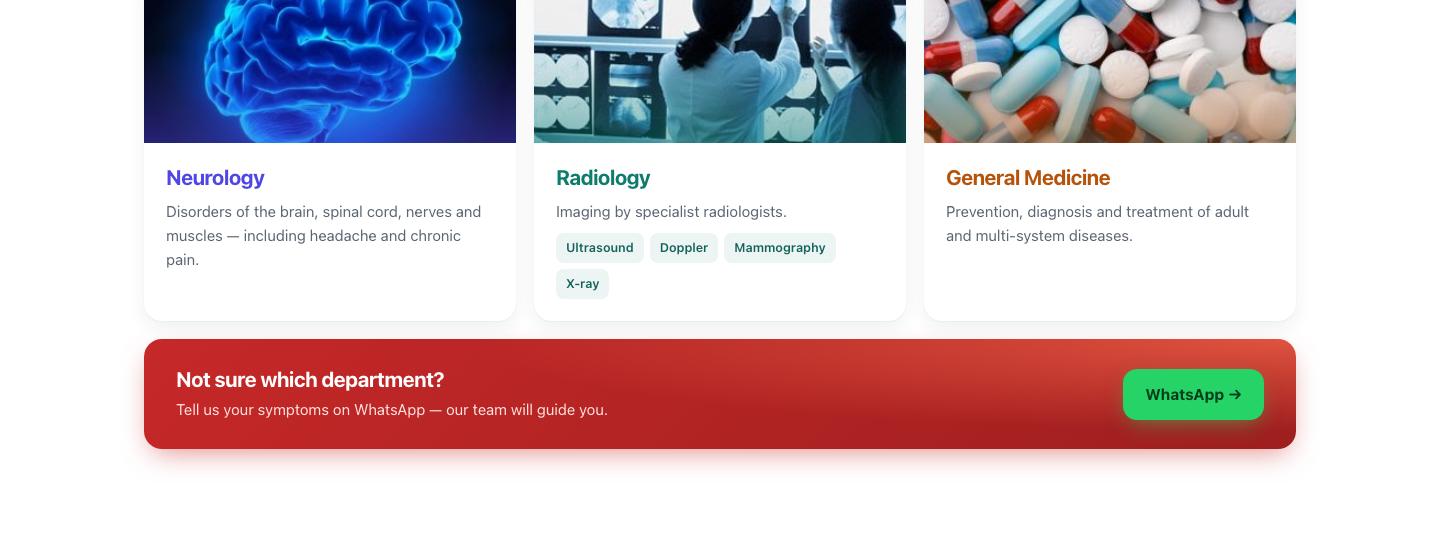 Neurology
Disorders of the brain, spinal cord, nerves and
muscles — including headache and chronic
pain.
Radiology
Imaging by specialist radiologists.
Ultrasound
Doppler
Mammography
X-ray
General Medicine
Prevention, diagnosis and treatment of adult
and multi-system diseases.
Not sure which department?
Tell us your symptoms on WhatsApp — our team will guide you.
WhatsApp →